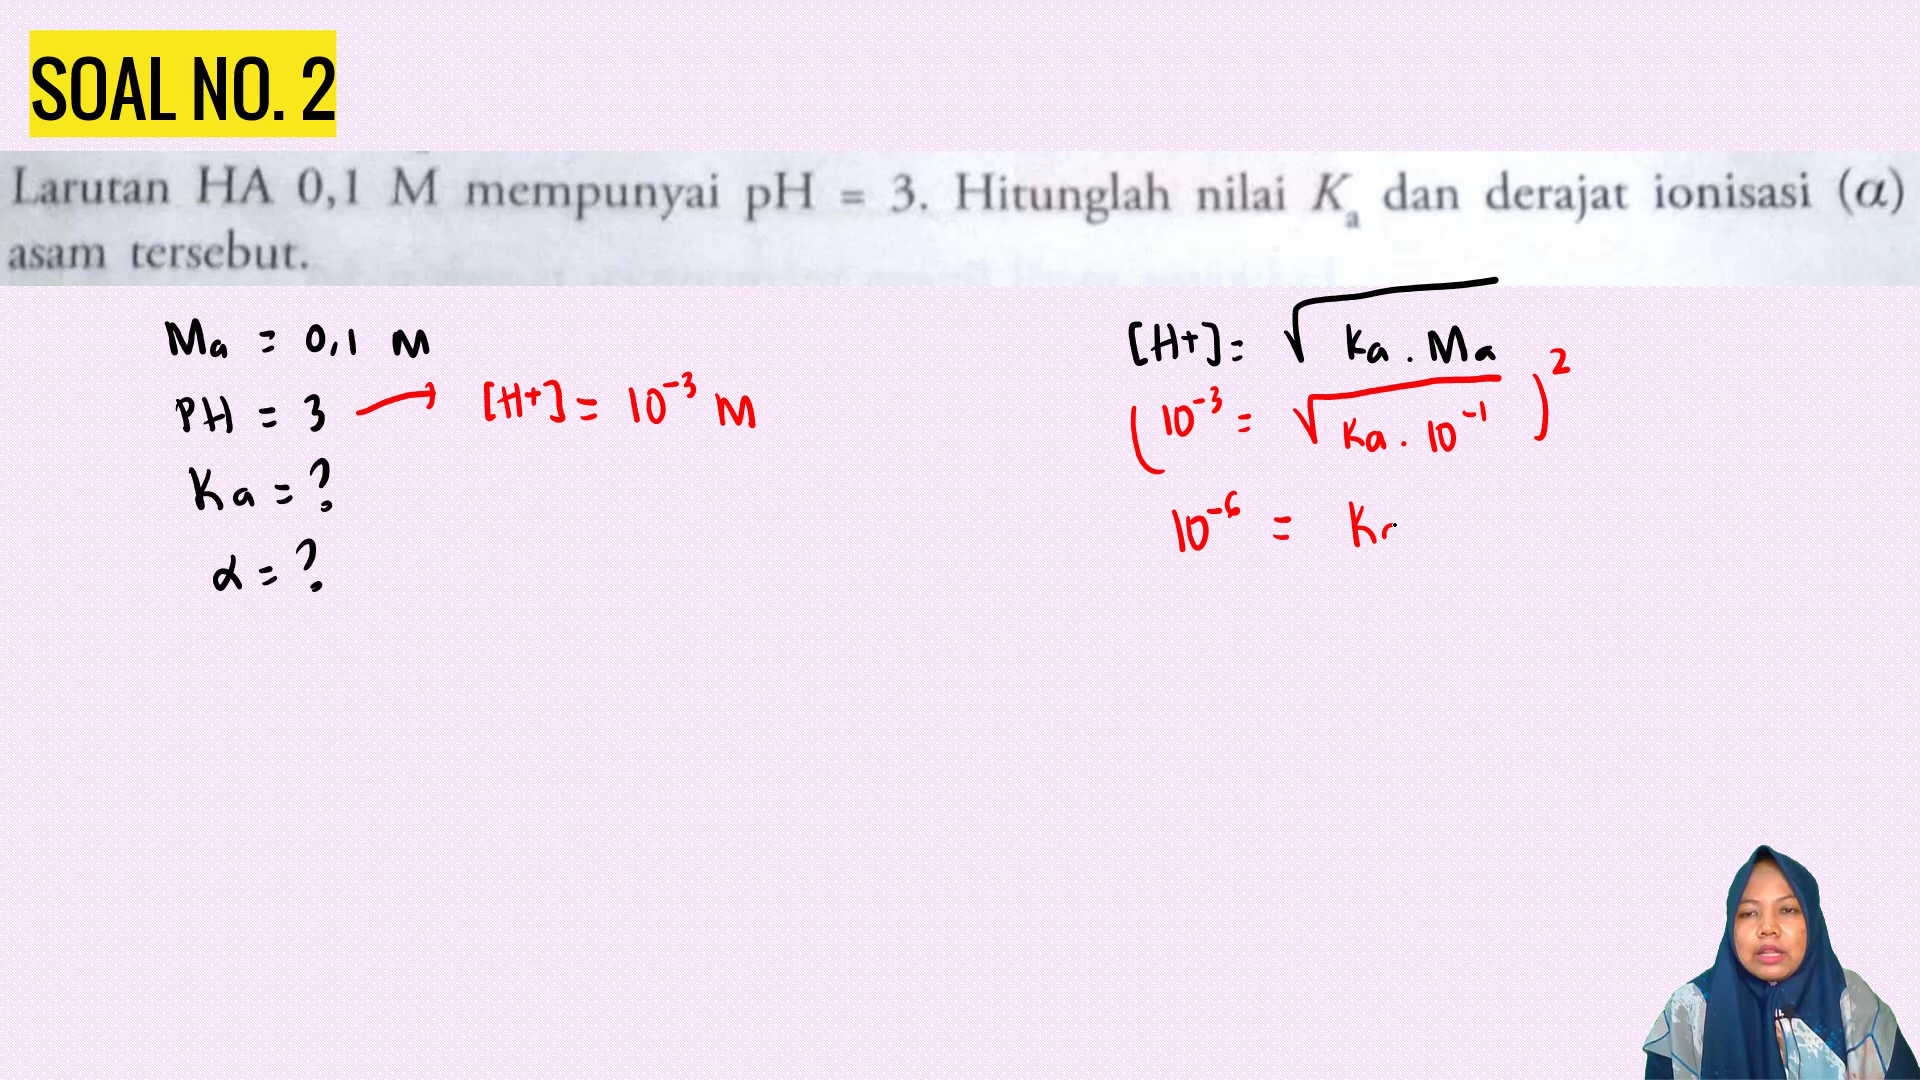 SOAL NO. 2
Larutan HA 0,1 M mempunyai pH = 3. Hitunglah nilai Kₐ dan derajat ionisasi (α)
asam tersebut.
Ma = 0,1 M
PH = 3 → [H+] = 10⁻³ M
Ka = ?
α = ?
[H+] = √Ka . Ma
(10⁻³ = √Ka . 10⁻¹)²
10⁻⁶ = K